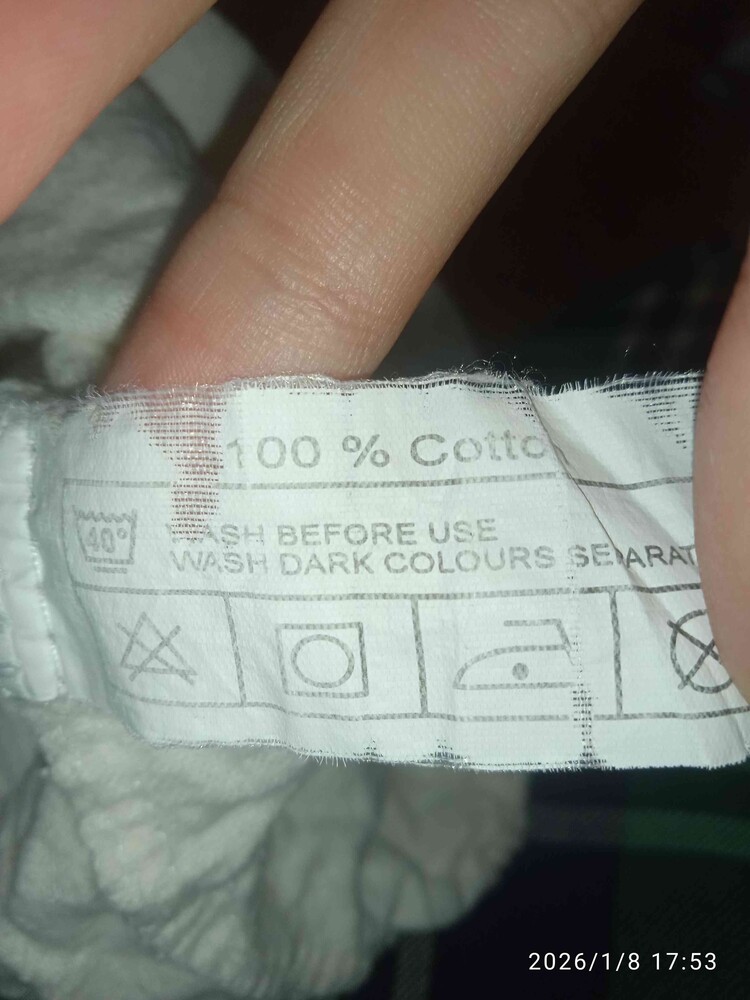 100 % Cotto
40°
WASH BEFORE USE
WASH DARK COLOURS SEPARAT
2026/1/8 17:53